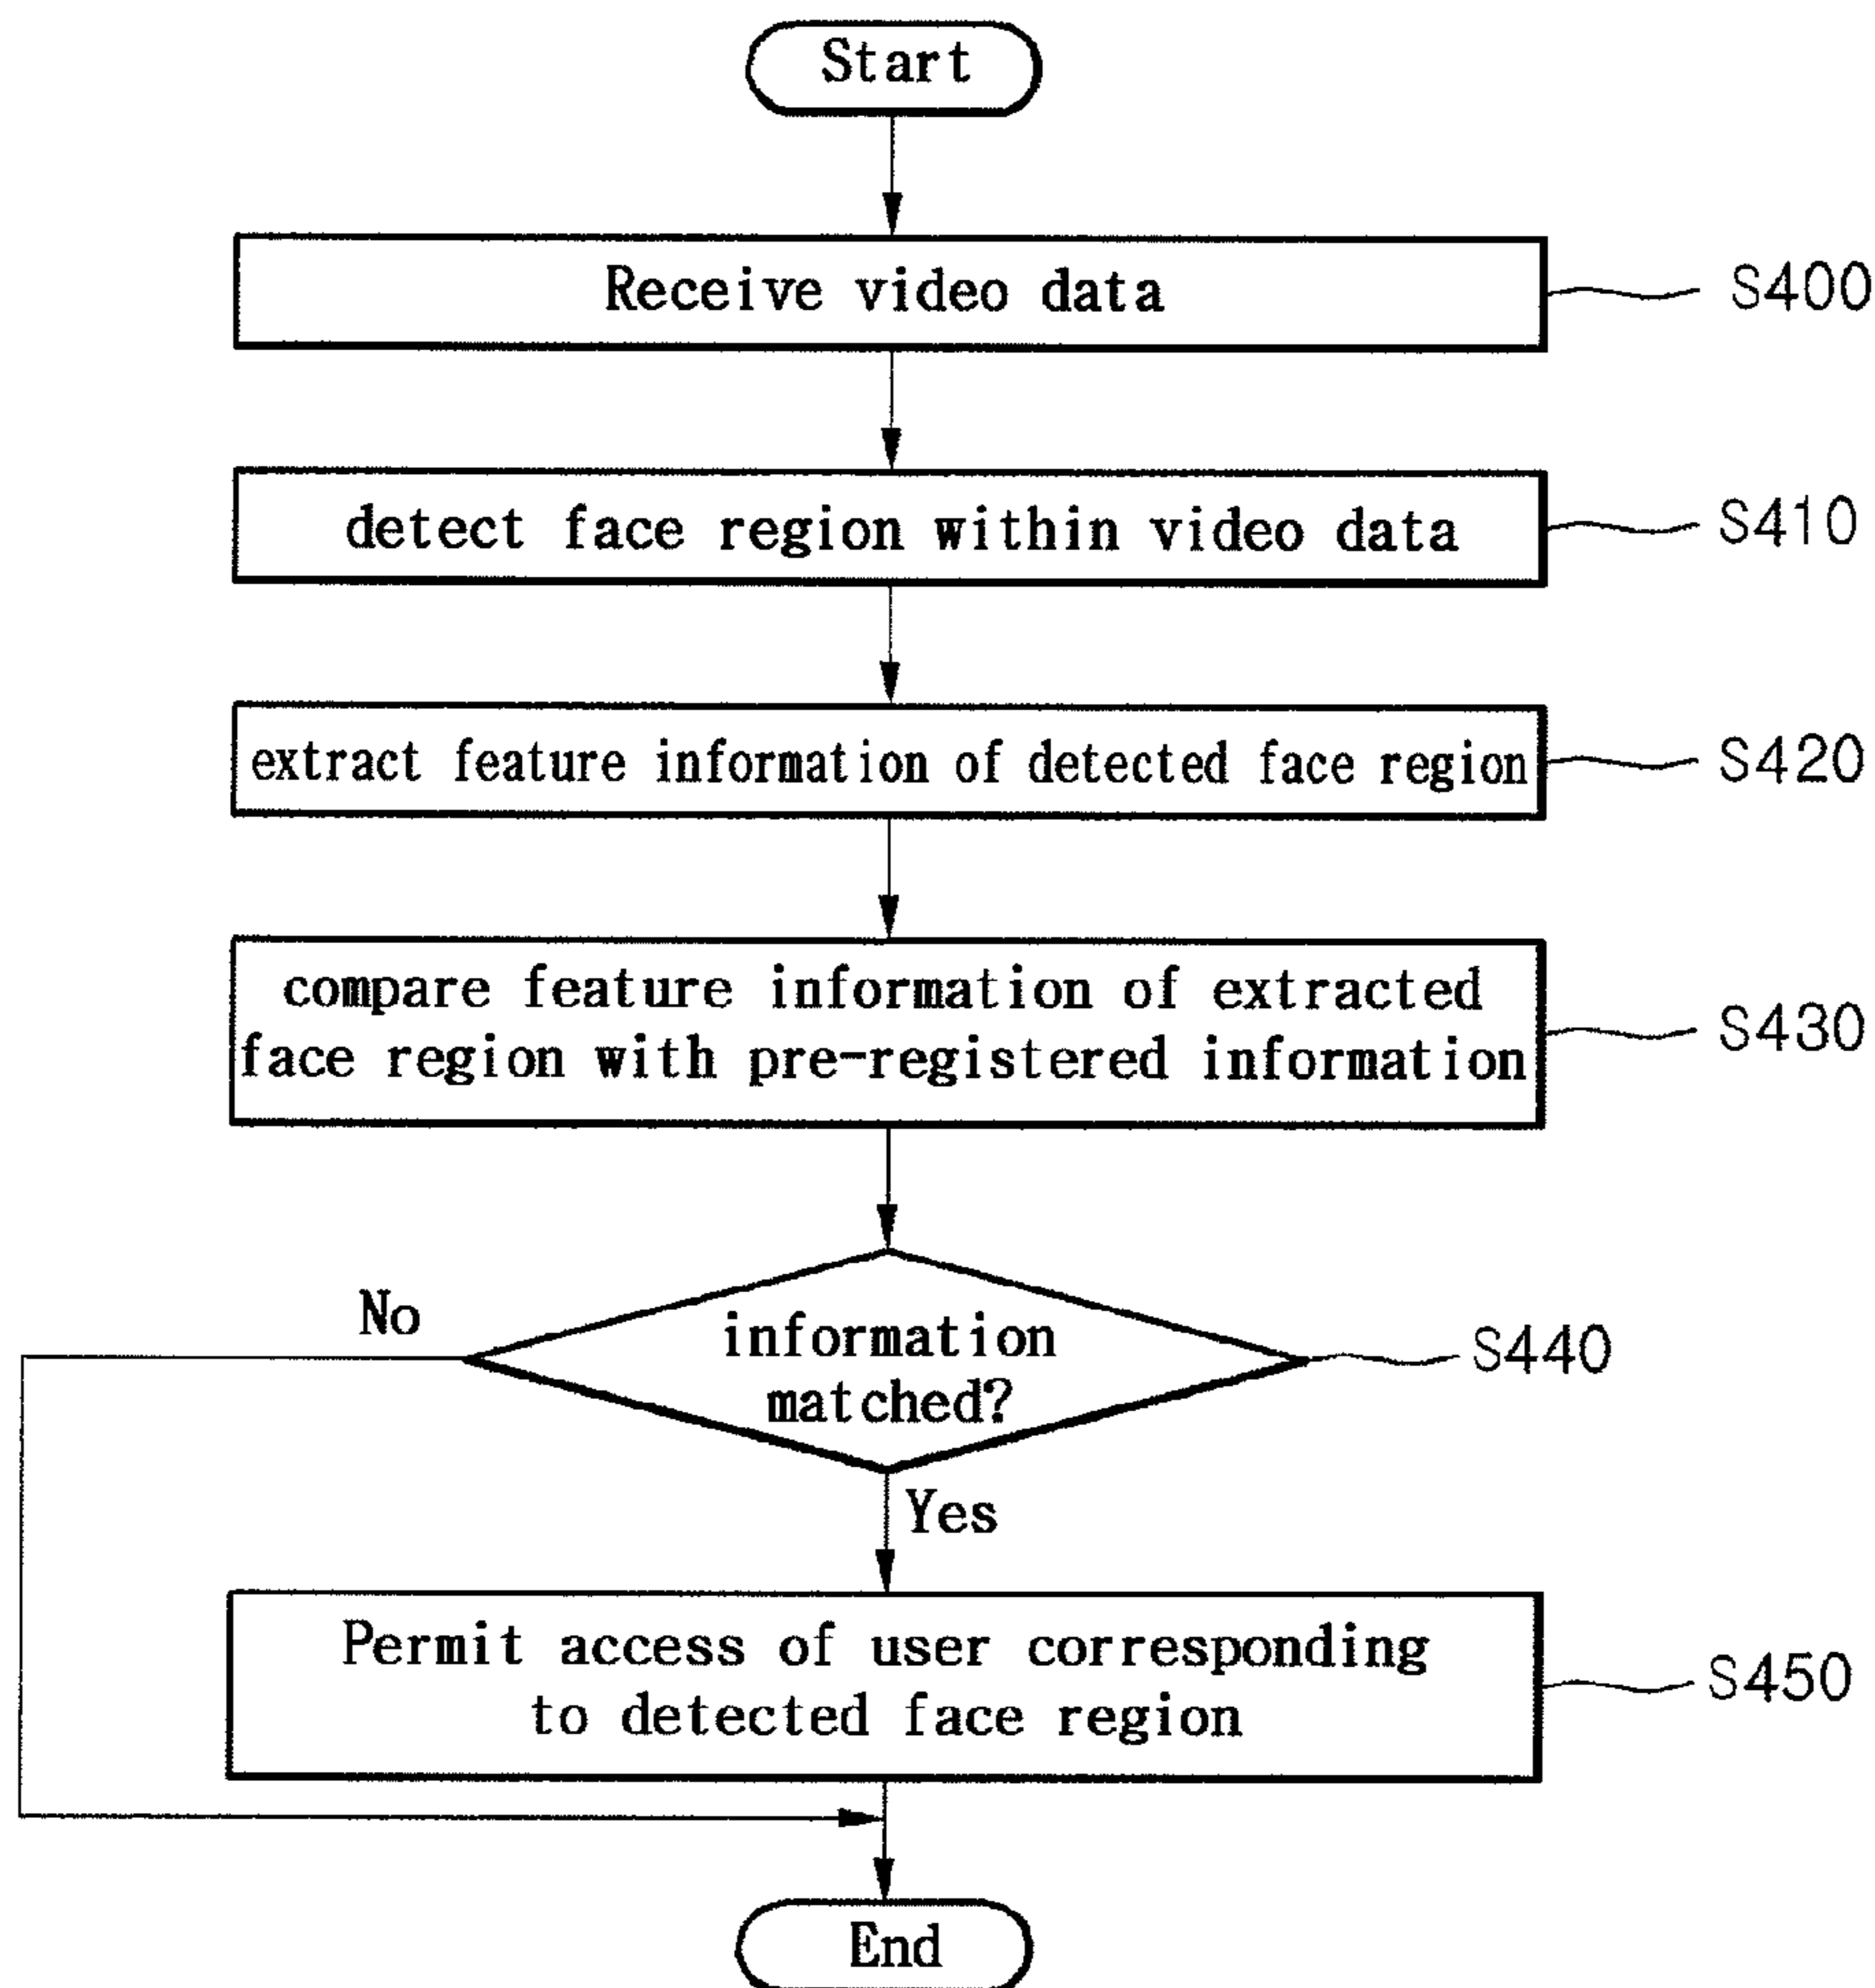 Start
Receive video data
S400
detect face region within video data
S410
extract feature information of detected face region
S420
compare feature information of extracted
face region with pre-registered information
S430
No
information
matched?
S440
Yes
Permit access of user corresponding
to detected face region
S450
End